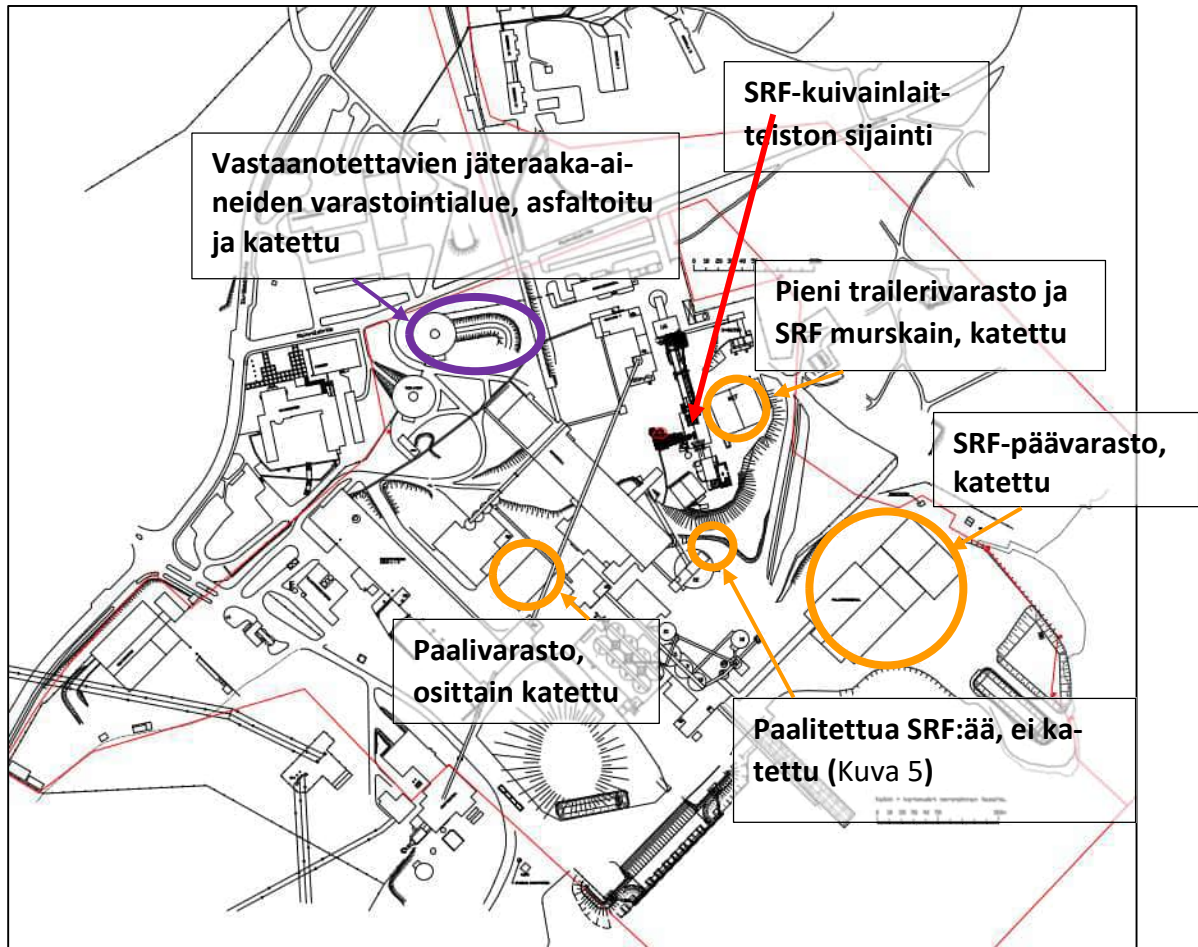 SRF-kuivainlait-
teiston sijainti
Vastaanotettavien jäteraaka-ai-
neiden varastointialue, asfaltoitu
ja katettu
Pieni trailerivarasto ja
SRF murskain, katettu
SRF-päävarasto,
katettu
Paalivarasto,
osittain katettu
Paalitettua SRF:ää, ei ka-
tettu (Kuva 5)